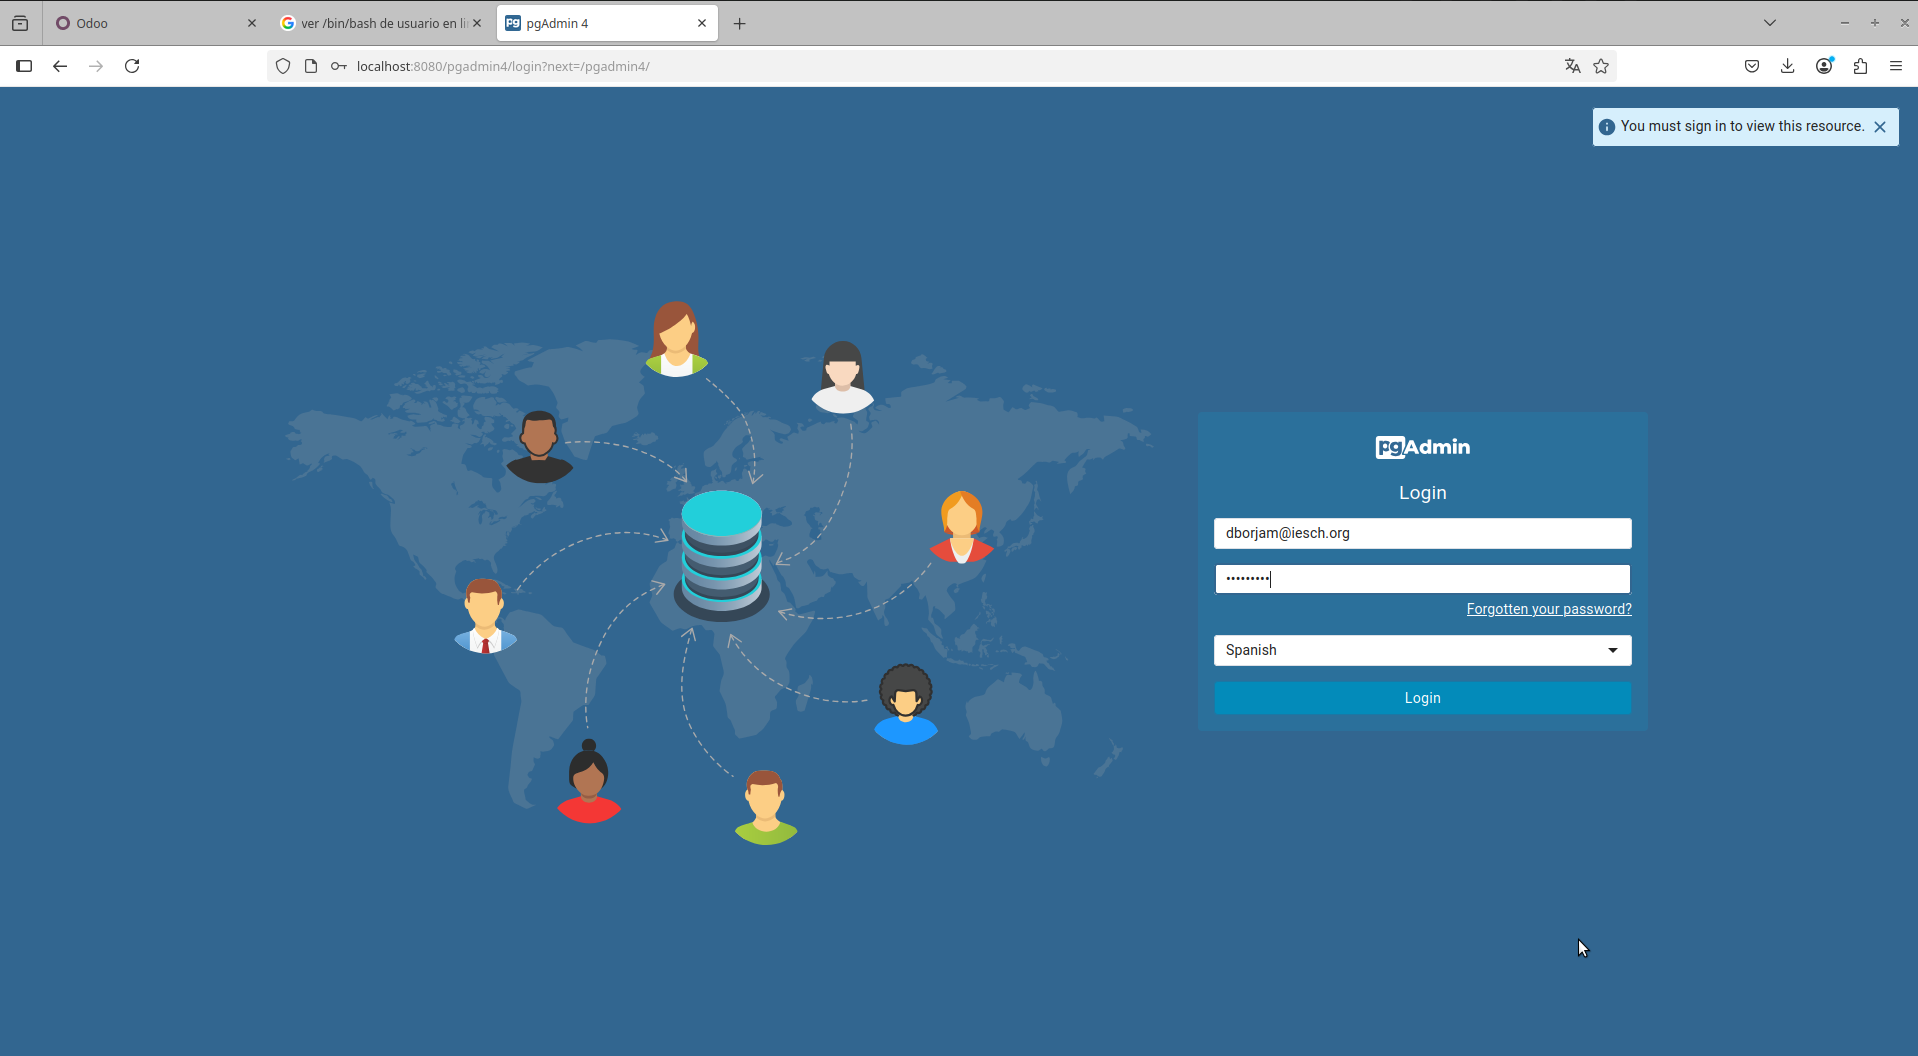 Odoo
ver /bin/bash de usuario en li
pgAdmin 4
localhost:8080/pgadmin4/login?next=/pgadmin4/
You must sign in to view this resource.
pgAdmin
Login
dborjam@iesch.org
•••••••••
Forgotten your password?
Spanish
Login